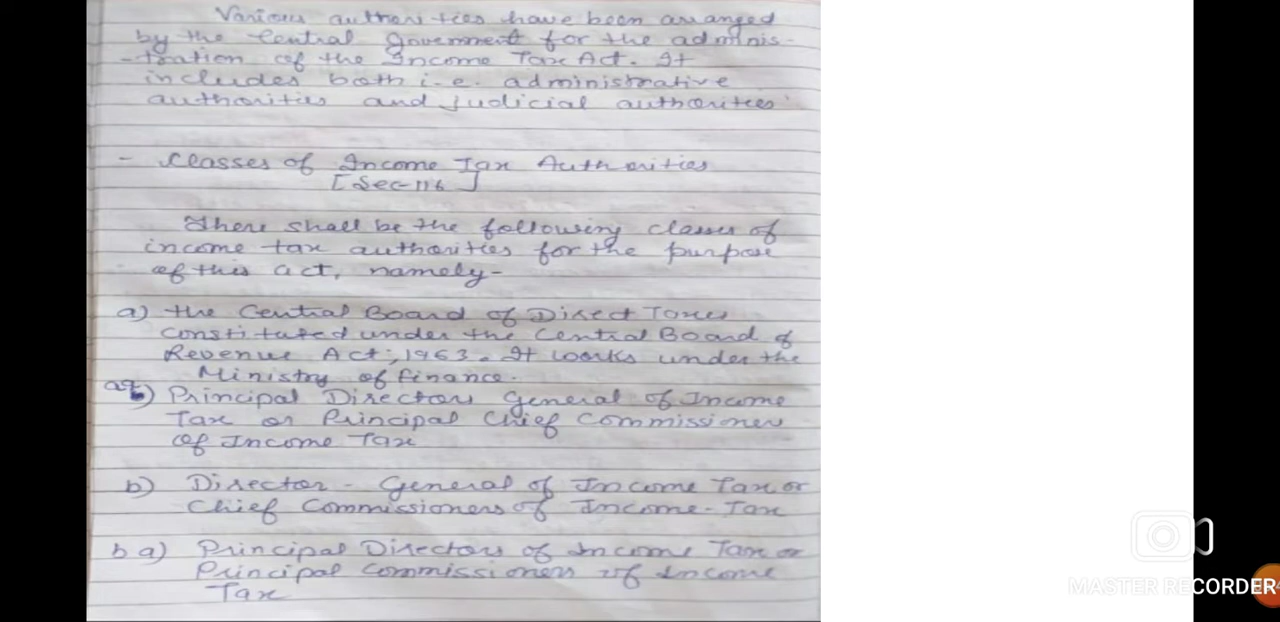 Various authorities have been arranged
by the Central Government for the adminis-
-tration of the Income Tax Act. It
includes both i.e. administrative
authorities and judicial authorities
- Classes of Income Tax Authorities
[Sec-116]
There shall be the following classes of
income tax authorities for the purpose
of this act, namely-
a) the Central Board of Direct Taxes
constituted under the Central Board of
Revenue Act, 1963. It works under the
Ministry of finance.
aa) Principal Directors General of Income
Tax or Principal Chief Commissioners
of Income Tax
b) Director - General of Income Tax or
Chief Commissioners of Income-Tax
ba) Principal Directors of Income Tax or
Principal Commissioners of Income
Tax
MASTER RECORDER